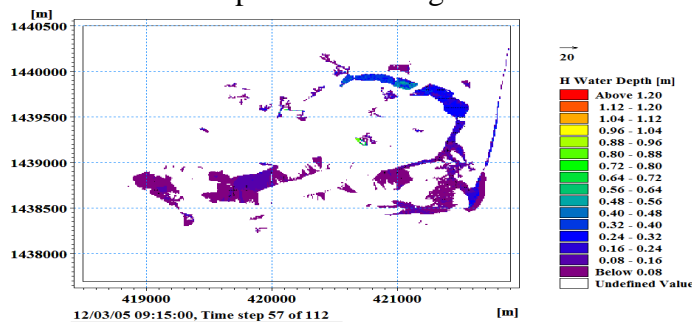 [m]
1440500
1440000
1439500
1439000
1438500
1438000
419000 420000 421000 [m]
12/03/05 09:15:00, Time step 57 of 112
20
H Water Depth [m]
Above 1.20
1.12 - 1.20
1.04 - 1.12
0.96 - 1.04
0.88 - 0.96
0.80 - 0.88
0.72 - 0.80
0.64 - 0.72
0.56 - 0.64
0.48 - 0.56
0.40 - 0.48
0.32 - 0.40
0.24 - 0.32
0.16 - 0.24
0.08 - 0.16
Below 0.08
Undefined Value